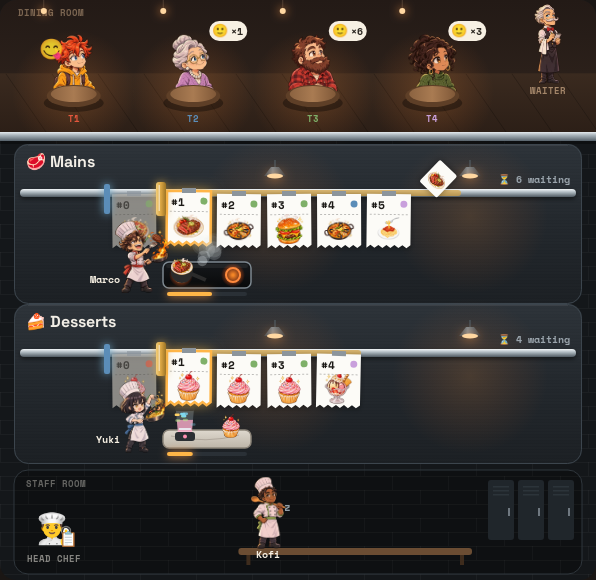 DINING ROOM
×1
×6
×3
WAITER
T1
T2
T3
T4
Mains
6 waiting
#0
#1
#2
#3
#4
#5
Marco
Desserts
4 waiting
#0
#1
#2
#3
#4
Yuki
STAFF ROOM
z
Kofi
HEAD CHEF